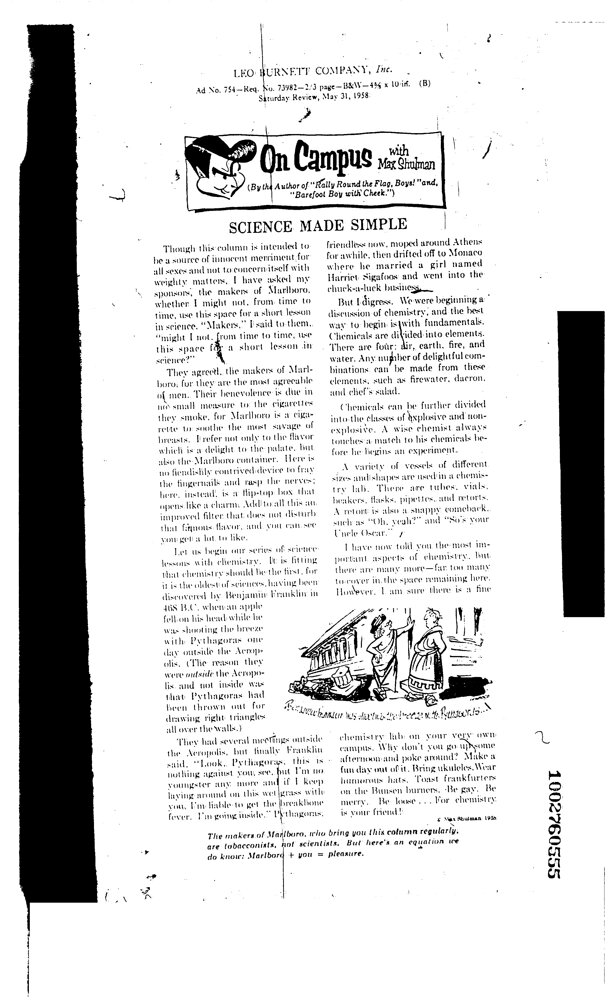 LEO BURNETT COMPANY, Inc.
Ad No. 754—Req. No. 73982—2/3 page—B&W—4⅝ x 10 in. (B)
Saturday Review, May 31, 1958
On Campus with
Max Shulman
(By the Author of "Rally Round the Flag, Boys!" and,
"Barefoot Boy with Cheek.")
SCIENCE MADE SIMPLE
Though this column is intended to
be a source of innocent merriment for
all sexes and not to concern itself with
weighty matters, I have asked my
sponsors, the makers of Marlboro,
whether I might not, from time to
time, use this space for a short lesson
in science. "Makers," I said to them,
"might I not, from time to time, use
this space for a short lesson in
science?"
They agreed, the makers of Marl-
boro, for they are the most agreeable
of men. Their benevolence is due in
no small measure to the cigarettes
they smoke, for Marlboro is a ciga-
rette to soothe the most savage of
breasts. I refer not only to the flavor
which is a delight to the palate, but
also the Marlboro container. Here is
no fiendishly contrived device to fray
the fingernails and rasp the nerves;
here, instead, is a flip-top box that
opens like a charm. Add to all this an
improved filter that does not disturb
that famous flavor, and you can see
you get a lot to like.
Let us begin our series of science
lessons with chemistry. It is fitting
that chemistry should be the first, for
it is the oldest of sciences, having been
discovered by Benjamin Franklin in
468 B.C. when an apple
fell on his head while he
was shooting the breeze
with Pythagoras one
day outside the Acrop-
olis. (The reason they
were outside the Acropo-
lis and not inside was
that Pythagoras had
been thrown out for
drawing right triangles
all over the walls.)
They had several meetings outside
the Acropolis, but finally Franklin
said, "Look, Pythagoras, this is
nothing against you, see, but I'm no
youngster any more and if I keep
laying around on this wet grass with
you, I'm liable to get the breakbone
fever. I'm going inside." Pythagoras,
friendless now, moped around Athens
for awhile, then drifted off to Monaco
where he married a girl named
Harriet Sigafoos and went into the
chuck-a-luck business.
But I digress. We were beginning a
discussion of chemistry, and the best
way to begin is with fundamentals.
Chemicals are divided into elements.
There are four: air, earth, fire, and
water. Any number of delightful com-
binations can be made from these
elements, such as firewater, dacron,
and chef's salad.
Chemicals can be further divided
into the classes of explosive and non-
explosive. A wise chemist always
touches a match to his chemicals be-
fore he begins an experiment.
A variety of vessels of different
sizes and shapes are used in a chemis-
try lab. There are tubes, vials,
beakers, flasks, pipettes, and retorts.
A retort is also a snappy comeback,
such as "Oh, yeah?" and "So's your
Uncle Oscar."
I have now told you the most im-
portant aspects of chemistry, but
there are many more—far too many
to cover in the space remaining here.
However, I am sure there is a fine
chemistry lab on your very own
campus. Why don't you go up some
afternoon and poke around? Make a
fun day out of it. Bring ukuleles. Wear
humorous hats. Toast frankfurters
on the Bunsen burners. Be gay. Be
merry. Be loose . . . For chemistry
is your friend!
© Max Shulman 1958
The makers of Marlboro, who bring you this column regularly,
are tobacconists, not scientists. But here's an equation we
do know: Marlboro + you = pleasure.
1002760555